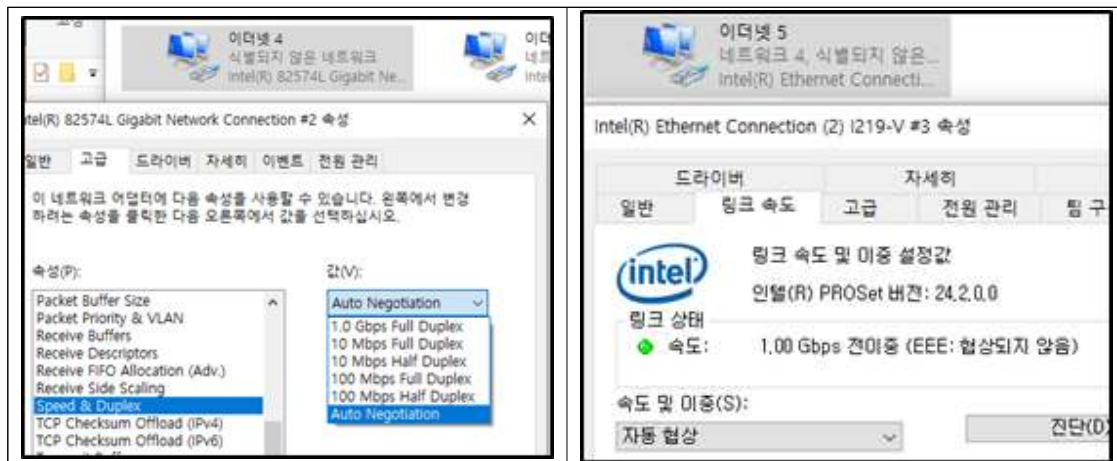 이더넷 4
식별되지 않은 네트워크
Intel(R) 82574L Gigabit Ne...
Intel(R) 82574L Gigabit Network Connection #2 속성
일반 고급 드라이버 자세히 이벤트 전원 관리
이 네트워크 어댑터에 다음 속성을 사용할 수 있습니다. 왼쪽에서 변경
하려는 속성을 클릭한 다음 오른쪽에서 값을 선택하십시오.
속성(P):
Packet Buffer Size
Packet Priority & VLAN
Receive Buffers
Receive Descriptors
Receive FIFO Allocation (Adv.)
Receive Side Scaling
Speed & Duplex
TCP Checksum Offload (IPv4)
TCP Checksum Offload (IPv6)
값(V):
Auto Negotiation
1.0 Gbps Full Duplex
10 Mbps Full Duplex
10 Mbps Half Duplex
100 Mbps Full Duplex
100 Mbps Half Duplex
Auto Negotiation
이더넷 5
네트워크 4, 식별되지 않은...
Intel(R) Ethernet Connecti...
Intel(R) Ethernet Connection (2) I219-V #3 속성
드라이버 자세히
일반 링크 속도 고급 전원 관리 팀 구
intel
링크 속도 및 이중 설정값
인텔(R) PROSet 버전: 24.2.0.0
링크 상태
속도: 1.00 Gbps 전이중 (EEE: 협상되지 않음)
속도 및 이중(S):
자동 협상
진단(D)